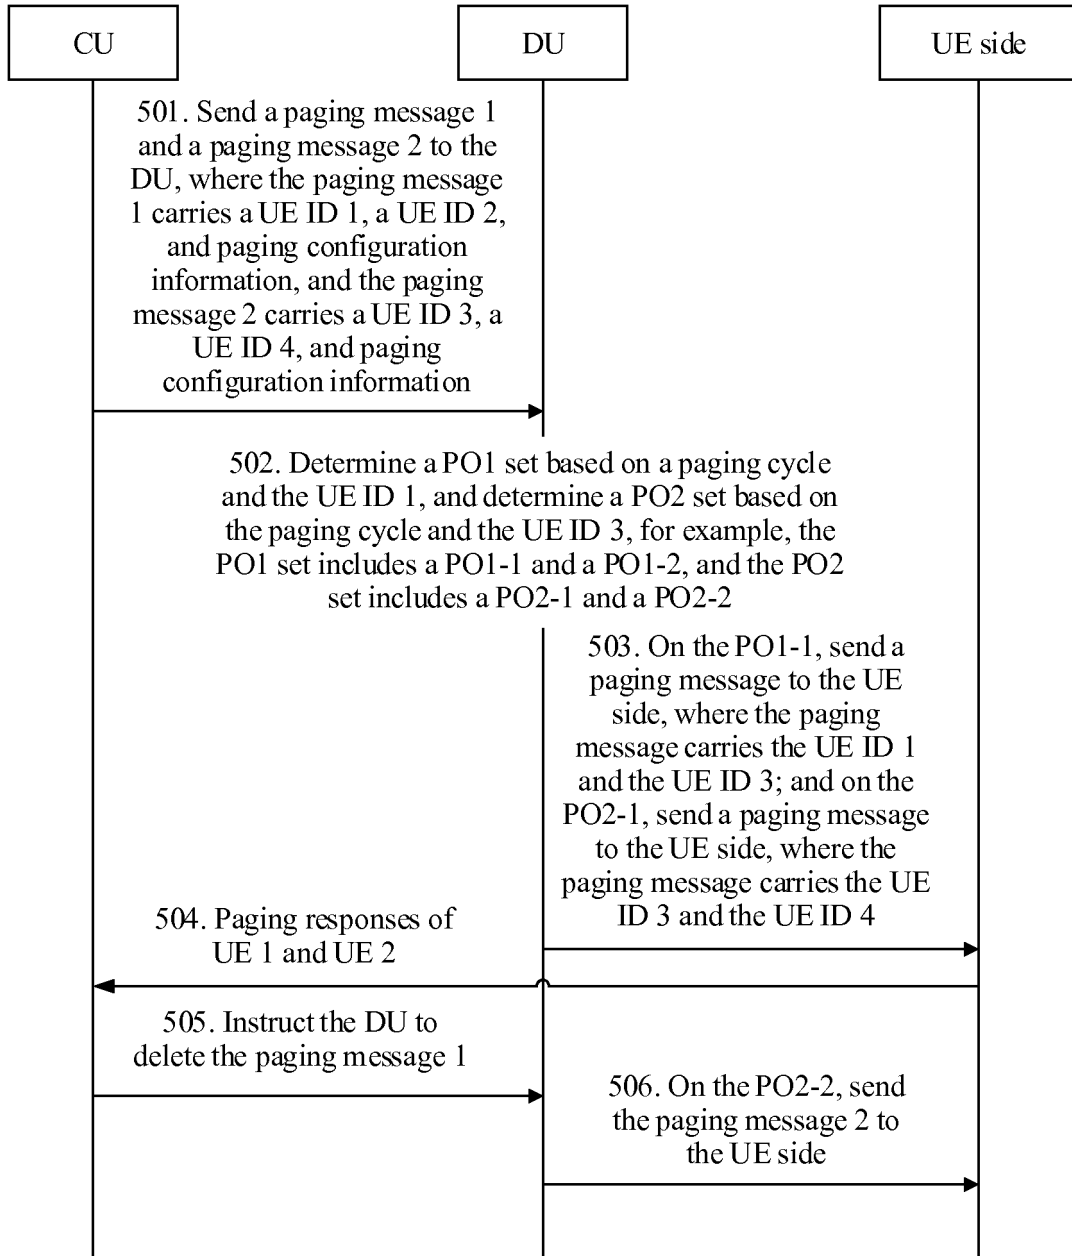 CU
DU
UE side
501. Send a paging message 1
and a paging message 2 to the
DU, where the paging message
1 carries a UE ID 1, a UE ID 2,
and paging configuration
information, and the paging
message 2 carries a UE ID 3, a
UE ID 4, and paging
configuration information
502. Determine a PO1 set based on a paging cycle
and the UE ID 1, and determine a PO2 set based on
the paging cycle and the UE ID 3, for example, the
PO1 set includes a PO1-1 and a PO1-2, and the PO2
set includes a PO2-1 and a PO2-2
503. On the PO1-1, send a
paging message to the UE
side, where the paging
message carries the UE ID 1
and the UE ID 3; and on the
PO2-1, send a paging message
to the UE side, where the
paging message carries the UE
ID 3 and the UE ID 4
504. Paging responses of
UE 1 and UE 2
505. Instruct the DU to
delete the paging message 1
506. On the PO2-2, send
the paging message 2 to
the UE side